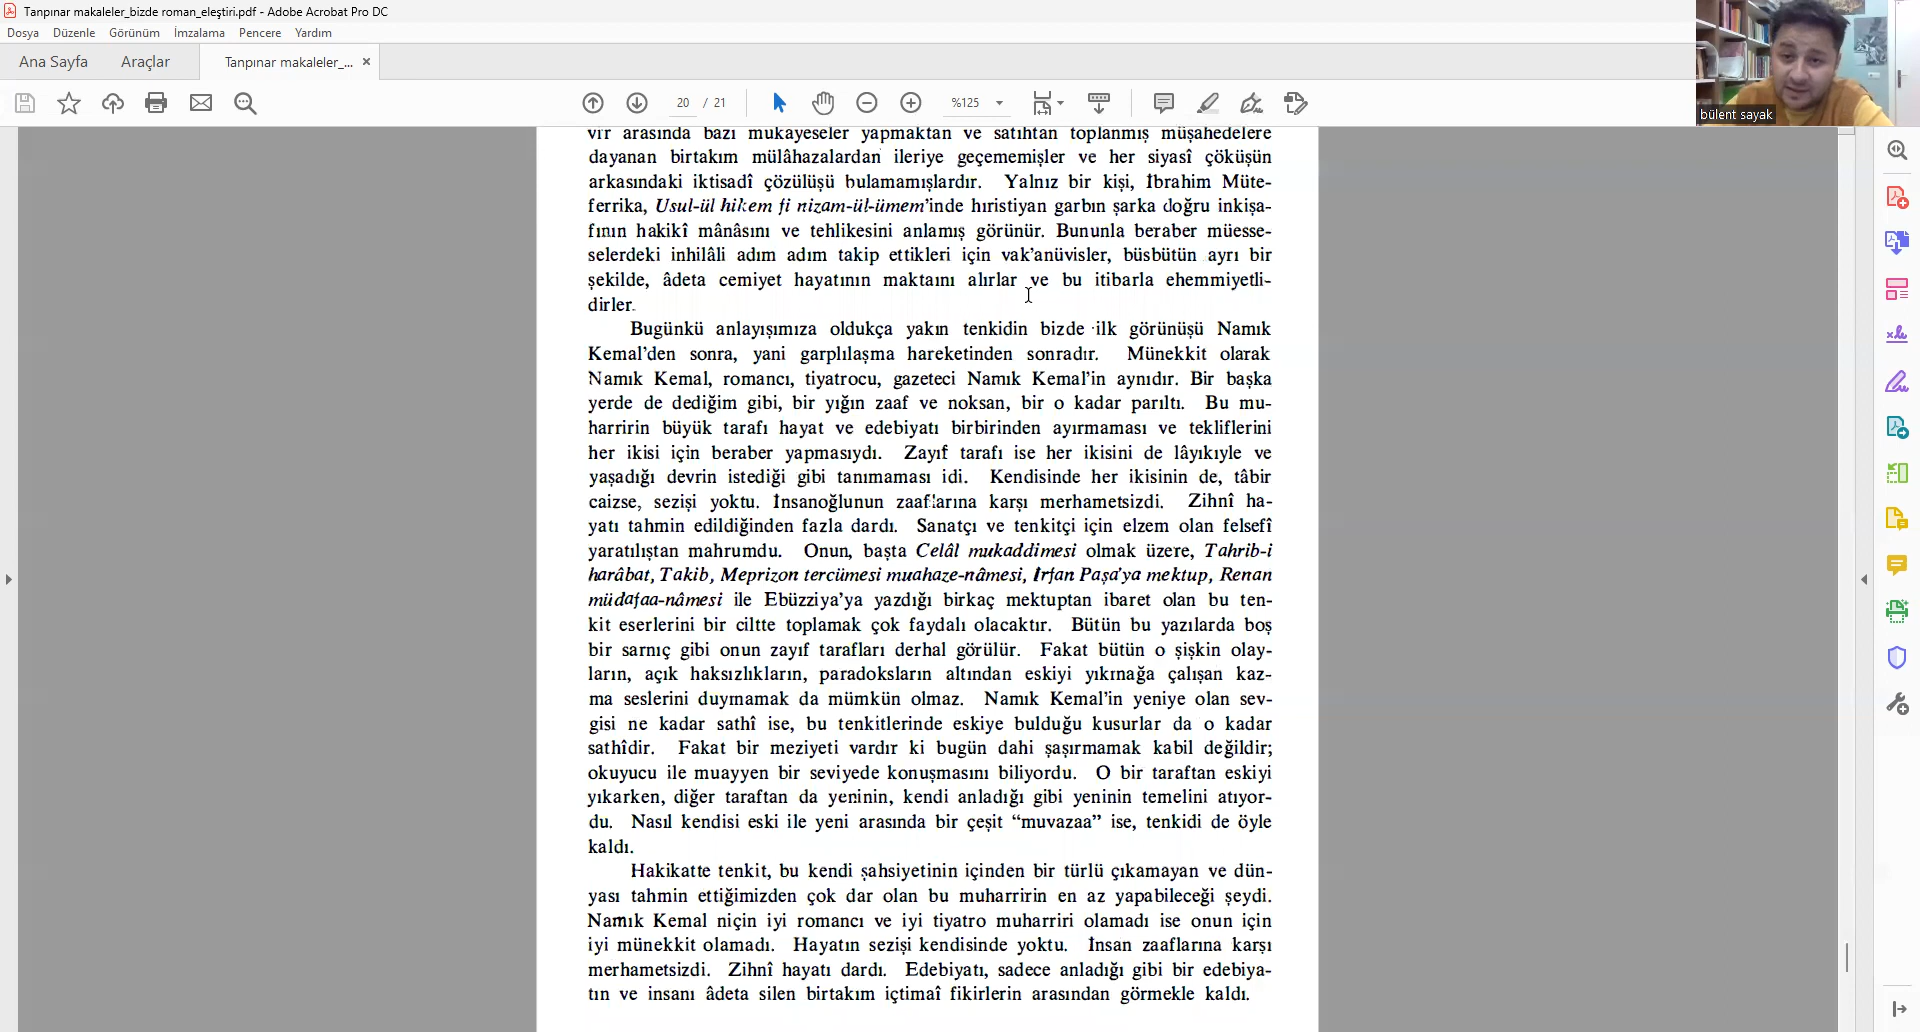 Tanpınar makaleler_bizde roman_eleştiri.pdf - Adobe Acrobat Pro DC
Dosya Düzenle Görünüm İmzalama Pencere Yardım
Ana Sayfa Araçlar Tanpınar makaleler_... ×
20 / 21 %125
bülent sayak
vir arasında bazı mukayeseler yapmaktan ve satıhtan toplanmış müşahedelere
dayanan birtakım mülâhazalardan ileriye geçememişler ve her siyasî çöküşün
arkasındaki iktisadî çözülüşü bulamamışlardır. Yalnız bir kişi, İbrahim Müte-
ferrika, Usul-ül hikem fi nizam-ül-ümem'inde hıristiyan garbın şarka doğru inkişa-
fının hakikî mânâsını ve tehlikesini anlamış görünür. Bununla beraber müesse-
selerdeki inhilâli adım adım takip ettikleri için vak'anüvisler, büsbütün ayrı bir
şekilde, âdeta cemiyet hayatının maktaını alırlar ve bu itibarla ehemmiyetli-
dirler.
Bugünkü anlayışımıza oldukça yakın tenkidin bizde ilk görünüşü Namık
Kemal'den sonra, yani garplılaşma hareketinden sonradır. Münekkit olarak
Namık Kemal, romancı, tiyatrocu, gazeteci Namık Kemal'in aynıdır. Bir başka
yerde de dediğim gibi, bir yığın zaaf ve noksan, bir o kadar parıltı. Bu mu-
harririn büyük tarafı hayat ve edebiyatı birbirinden ayırmaması ve tekliflerini
her ikisi için beraber yapmasıydı. Zayıf tarafı ise her ikisini de lâyıkıyle ve
yaşadığı devrin istediği gibi tanımaması idi. Kendisinde her ikisinin de, tâbir
caizse, sezişi yoktu. İnsanoğlunun zaaflarına karşı merhametsizdi. Zihnî ha-
yatı tahmin edildiğinden fazla dardı. Sanatçı ve tenkitçi için elzem olan felsefî
yaratılıştan mahrumdu. Onun, başta Celâl mukaddimesi olmak üzere, Tahrib-i
harâbat, Takib, Meprizon tercümesi muahaze-nâmesi, İrfan Paşa'ya mektup, Renan
müdafaa-nâmesi ile Ebüzziya'ya yazdığı birkaç mektuptan ibaret olan bu ten-
kit eserlerini bir ciltte toplamak çok faydalı olacaktır. Bütün bu yazılarda boş
bir sarnıç gibi onun zayıf tarafları derhal görülür. Fakat bütün o şişkin olay-
ların, açık haksızlıkların, paradoksların altından eskiyi yıkmağa çalışan kaz-
ma seslerini duymamak da mümkün olmaz. Namık Kemal'in yeniye olan sev-
gisi ne kadar sathî ise, bu tenkitlerinde eskiye bulduğu kusurlar da o kadar
sathîdir. Fakat bir meziyeti vardır ki bugün dahi şaşırmamak kabil değildir;
okuyucu ile muayyen bir seviyede konuşmasını biliyordu. O bir taraftan eskiyi
yıkarken, diğer taraftan da yeninin, kendi anladığı gibi yeninin temelini atıyor-
du. Nasıl kendisi eski ile yeni arasında bir çeşit “muvazaa” ise, tenkidi de öyle
kaldı.
Hakikatte tenkit, bu kendi şahsiyetinin içinden bir türlü çıkamayan ve dün-
yası tahmin ettiğimizden çok dar olan bu muharririn en az yapabileceği şeydi.
Namık Kemal niçin iyi romancı ve iyi tiyatro muharriri olamadı ise onun için
iyi münekkit olamadı. Hayatın sezişi kendisinde yoktu. İnsan zaaflarına karşı
merhametsizdi. Zihnî hayatı dardı. Edebiyatı, sadece anladığı gibi bir edebiya-
tın ve insanı âdeta silen birtakım içtimaî fikirlerin arasından görmekle kaldı.